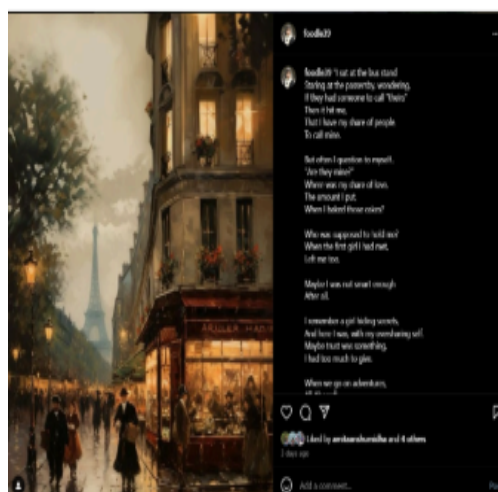 foodle39
foodle39 "I sat at the bus stand
Staring at the passersby, wondering,
If they had someone to call "theirs"
Then it hit me,
That I have my share of people,
To call mine.
But often I question to myself,
"Are they mine?"
Where was my share of love,
The amount I put,
When I baked those cakes?
Who was supposed to hold me?
When the first girl I had met,
Left me too.
Maybe I was not smart enough
After all.
I remember a girl hiding secrets,
And here I was, with my oversharing self.
Maybe trust was something,
I had too much to give.
When we go on adventures,
Liked by and 4 others
2 days ago
Add a comment...